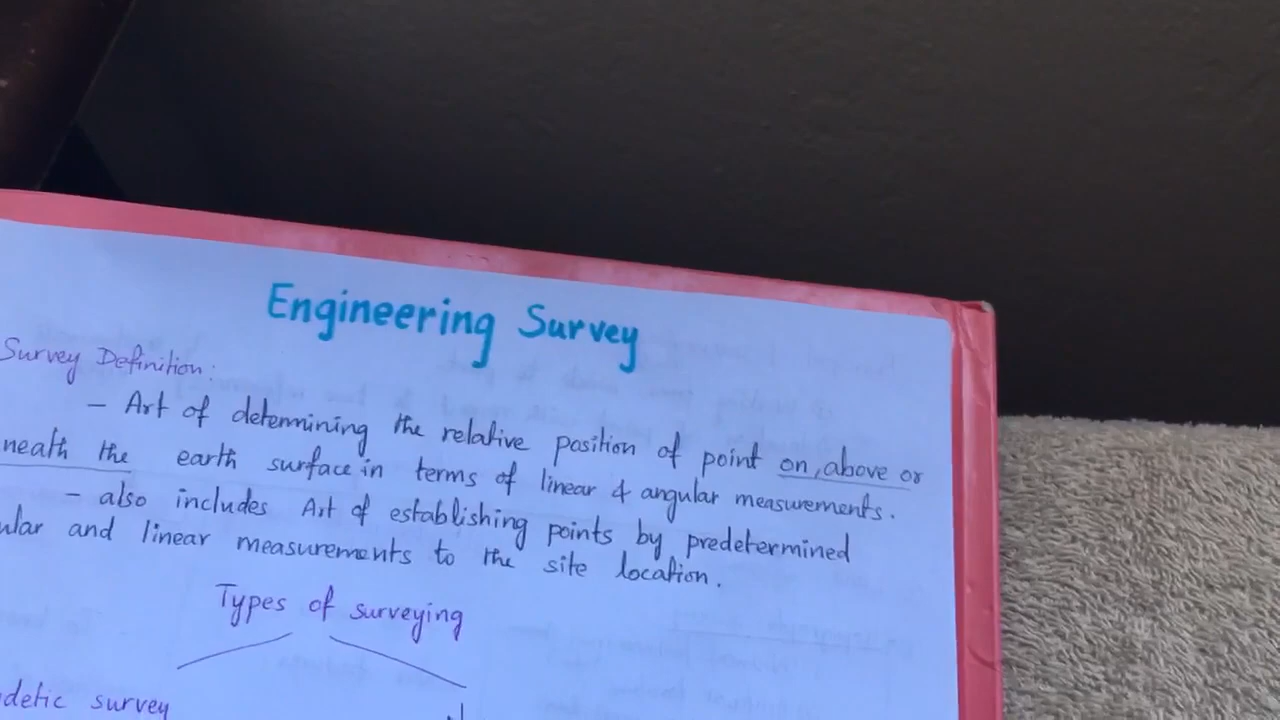 Engineering Survey
Survey Definition:
- Art of determining the relative position of point on, above or
neath the earth surface in terms of linear & angular measurements.
- also includes Art of establishing points by predetermined
ular and linear measurements to the site location.
Types of surveying
detic survey